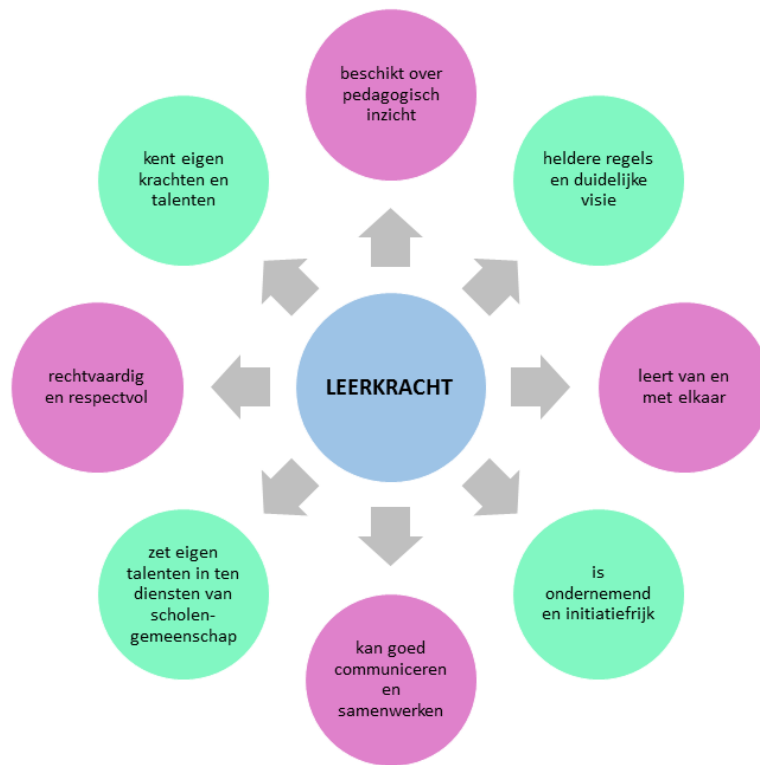 beschikt over
pedagogisch
inzicht
kent eigen
krachten en
talenten
heldere regels
en duidelijke
visie
rechtvaardig
en respectvol
LEERKRACHT
leert van en
met elkaar
zet eigen
talenten in ten
diensten van
scholen-
gemeenschap
is
ondernemend
en initiatiefrijk
kan goed
communiceren
en
samenwerken